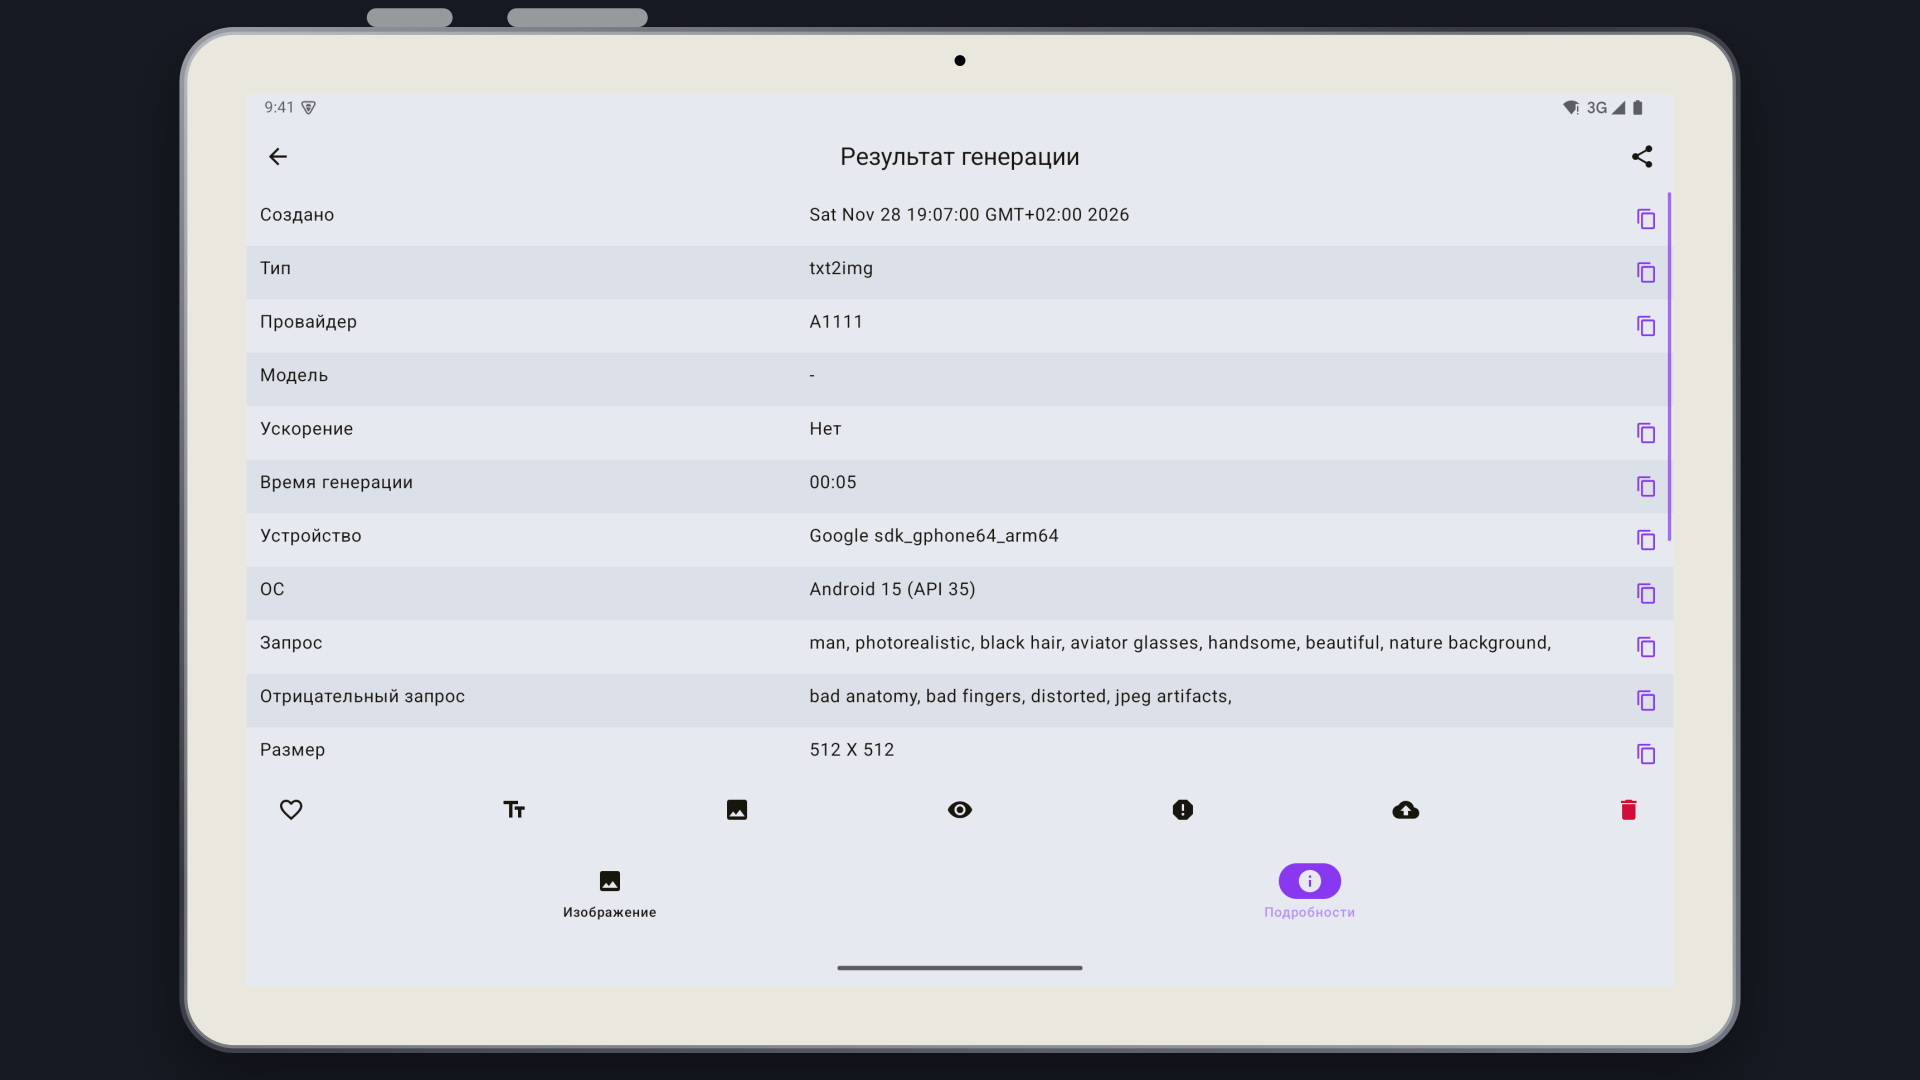 9:41
3G
Результат генерации
Создано
Sat Nov 28 19:07:00 GMT+02:00 2026
Тип
txt2img
Провайдер
A1111
Модель
-
Ускорение
Нет
Время генерации
00:05
Устройство
Google sdk_gphone64_arm64
ОС
Android 15 (API 35)
Запрос
man, photorealistic, black hair, aviator glasses, handsome, beautiful, nature background,
Отрицательный запрос
bad anatomy, bad fingers, distorted, jpeg artifacts,
Размер
512 X 512
Изображение
Подробности